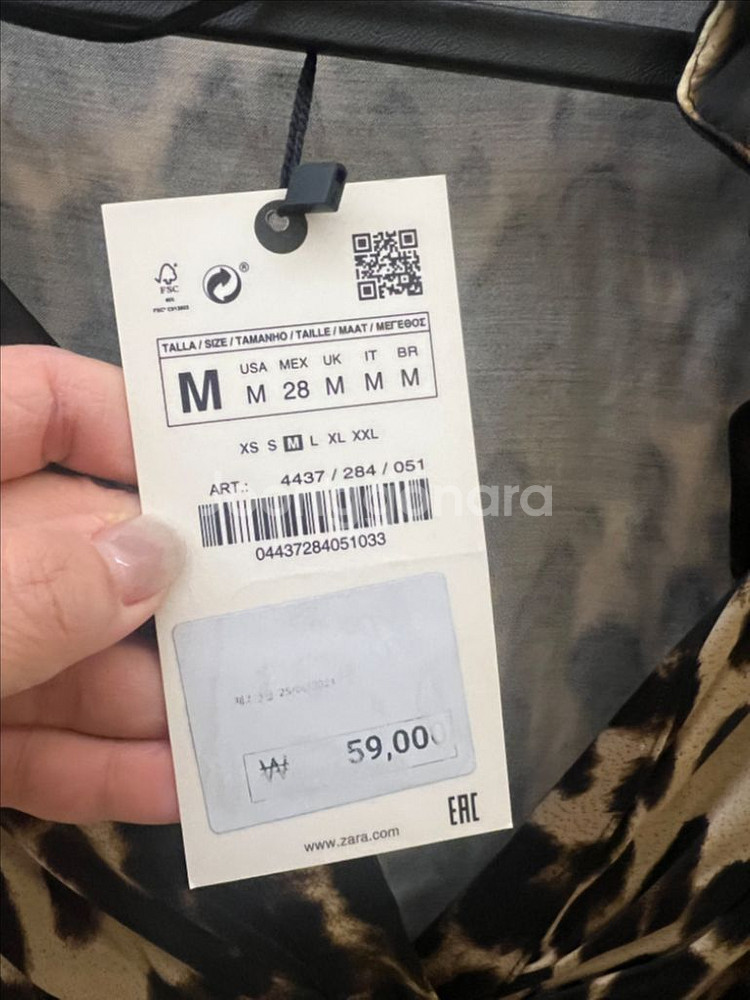 FSC
®
TALLA / SIZE / TAMANHO / TAILLE / MAAT / ΜΕΓΕΘΟΣ
M
USA MEX UK IT BR
M 28 M M M
XS S M L XL XXL
ART.: 4437 / 284 / 051
04437284051033
₩ 59,000
EAC
www.zara.com